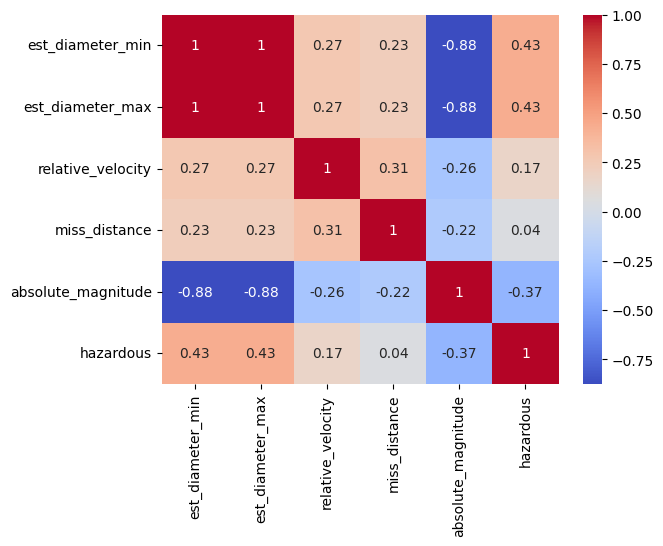 est_diameter_min 1 1 0.27 0.23 -0.88 0.43
est_diameter_max 1 1 0.27 0.23 -0.88 0.43
relative_velocity 0.27 0.27 1 0.31 -0.26 0.17
miss_distance 0.23 0.23 0.31 1 -0.22 0.04
absolute_magnitude -0.88 -0.88 -0.26 -0.22 1 -0.37
hazardous 0.43 0.43 0.17 0.04 -0.37 1
est_diameter_min
est_diameter_max
relative_velocity
miss_distance
absolute_magnitude
hazardous
1.00
0.75
0.50
0.25
0.00
-0.25
-0.50
-0.75